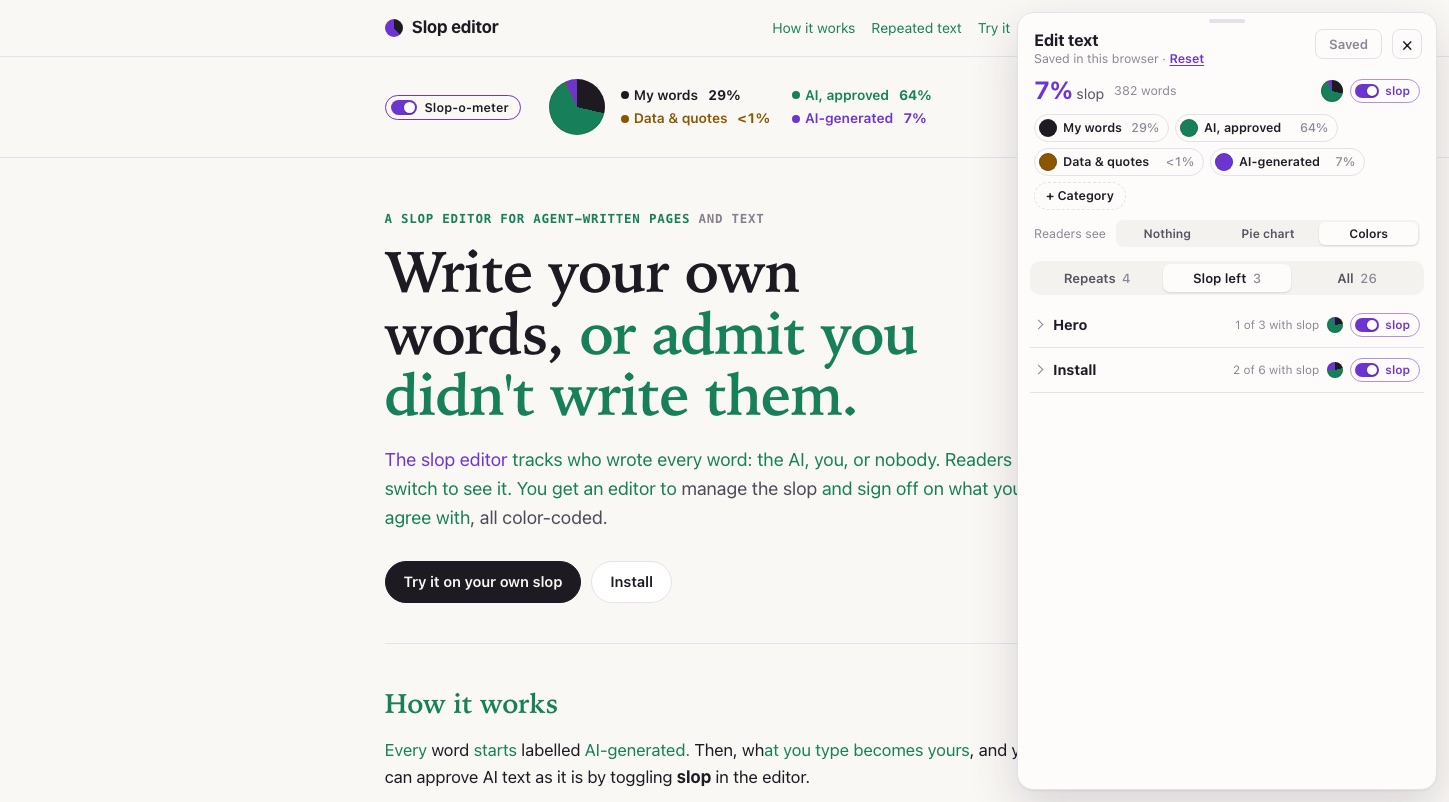 Slop editor
How it works Repeated text Try it
Slop-o-meter
My words 29%
AI, approved 64%
Data & quotes <1%
AI-generated 7%
A SLOP EDITOR FOR AGENT-WRITTEN PAGES AND TEXT
Write your own
words, or admit you
didn't write them.
The slop editor tracks who wrote every word: the AI, you, or nobody. Readers
switch to see it. You get an editor to manage the slop and sign off on what you
agree with, all color-coded.
Try it on your own slop
Install
How it works
Every word starts labelled AI-generated. Then, what you type becomes yours, and y
can approve AI text as it is by toggling slop in the editor.
Edit text
Saved in this browser · Reset
Saved
7% slop 382 words
slop
My words 29%
AI, approved 64%
Data & quotes <1%
AI-generated 7%
+ Category
Readers see
Nothing
Pie chart
Colors
Repeats 4
Slop left 3
All 26
Hero
1 of 3 with slop
slop
Install
2 of 6 with slop
slop